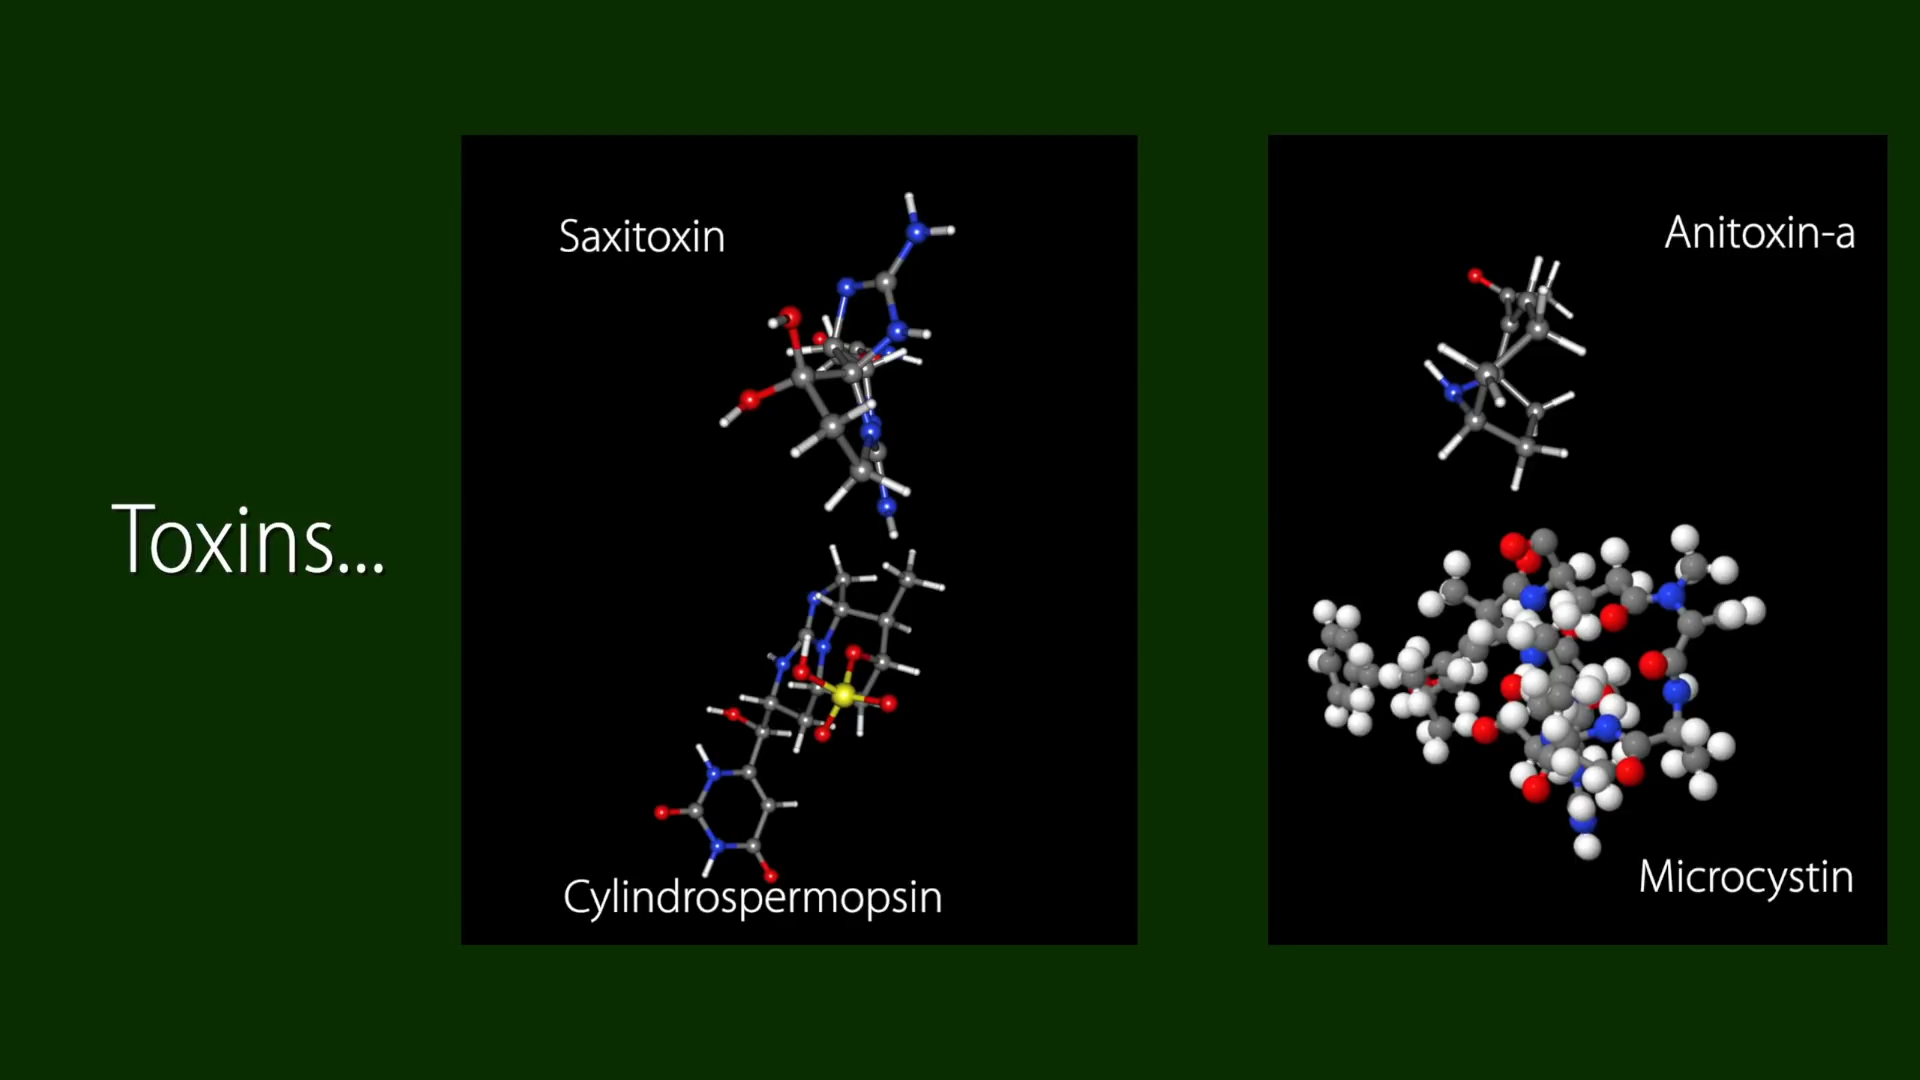 Toxins...
Saxitoxin
Cylindrospermopsin
Anitoxin-a
Microcystin